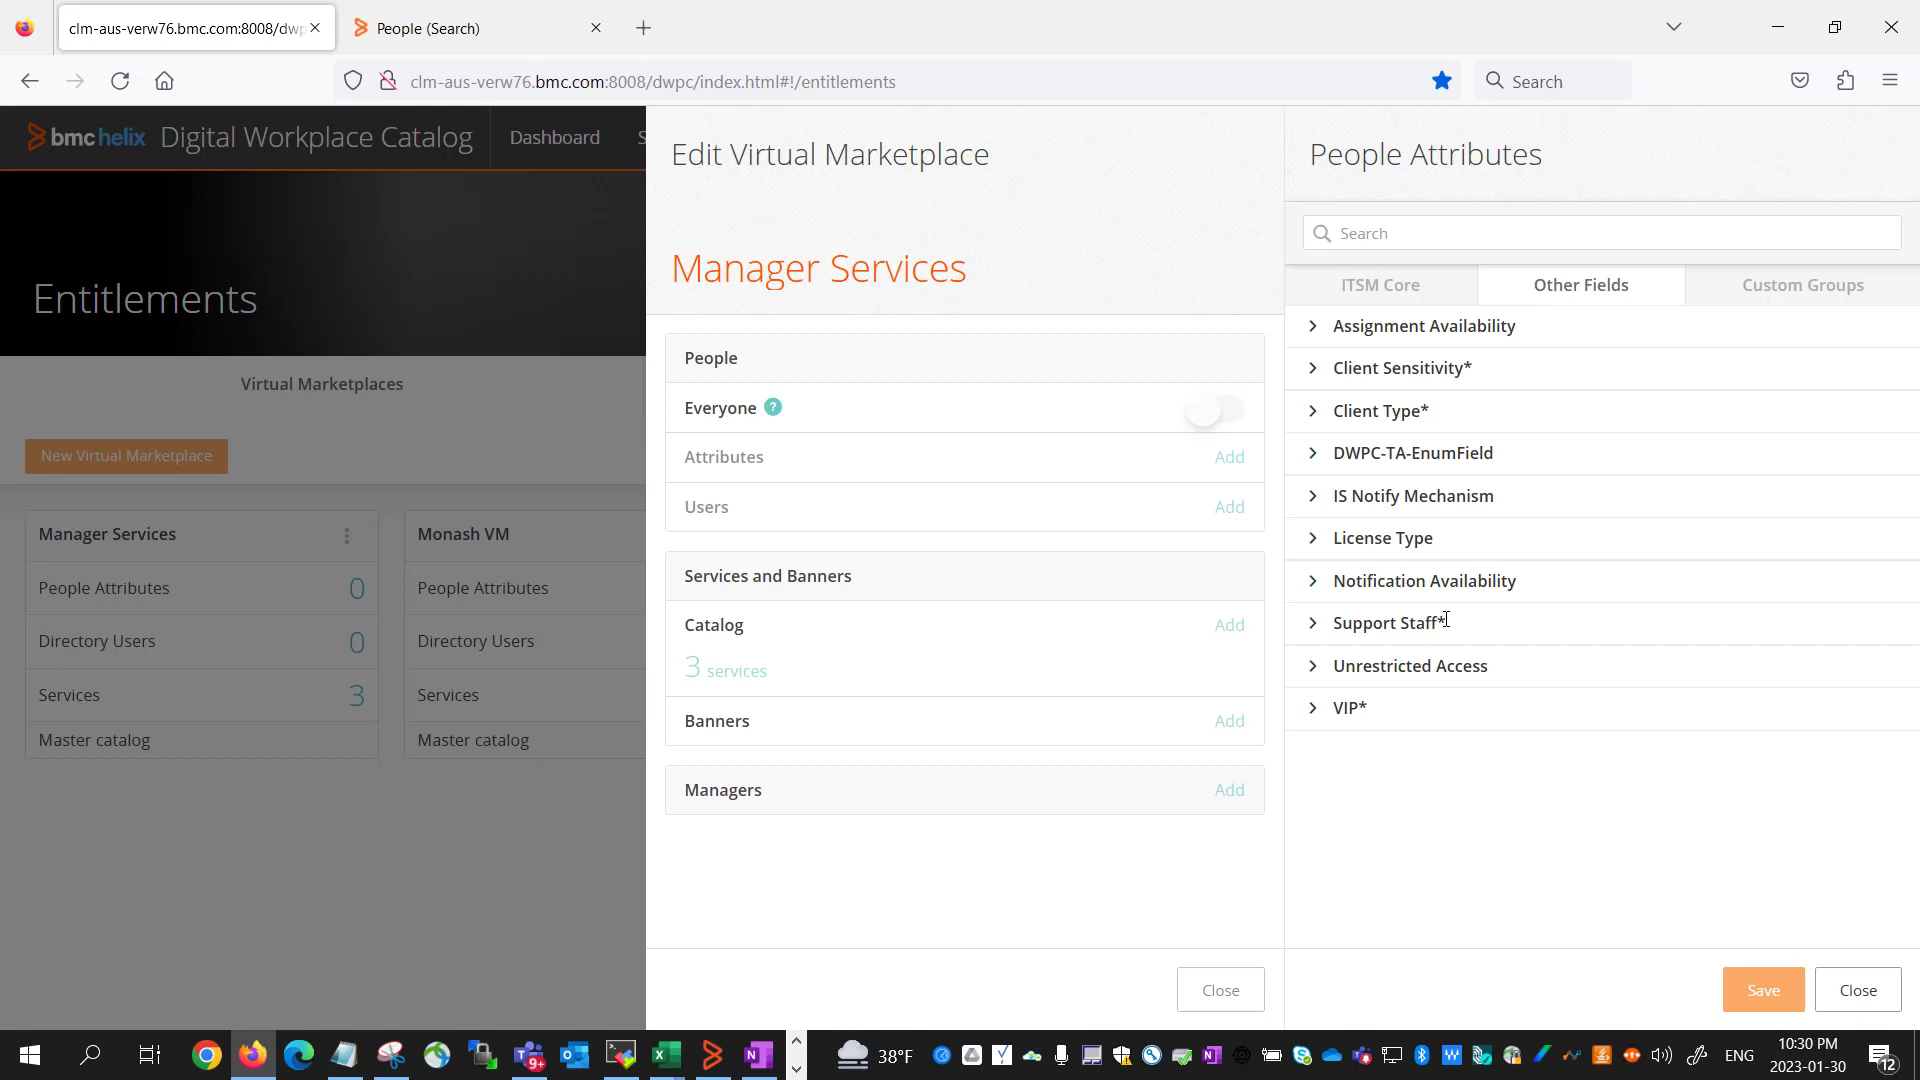 clm-aus-verw76.bmc.com:8008/dwp
People (Search)
clm-aus-verw76.bmc.com:8008/dwpc/index.html#!/entitlements
Search
bmc helix Digital Workplace Catalog
Dashboard
S
Edit Virtual Marketplace
People Attributes
Search
Manager Services
ITSM Core
Other Fields
Custom Groups
Entitlements
Assignment Availability
People
Client Sensitivity*
Virtual Marketplaces
Everyone ?
Client Type*
New Virtual Marketplace
Attributes
Add
DWPC-TA-EnumField
Users
Add
IS Notify Mechanism
Manager Services
Monash VM
License Type
People Attributes
0
People Attributes
Services and Banners
Notification Availability
Directory Users
0
Directory Users
Catalog
Add
Support Staff*
3 services
Unrestricted Access
Services
3
Services
Banners
Add
VIP*
Master catalog
Master catalog
Managers
Add
Close
Save
Close
9+
38°F
ENG
10:30 PM
2023-01-30
12